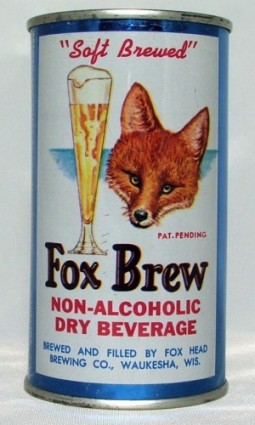 "Soft Brewed"
PAT. PENDING
Fox Brew
NON-ALCOHOLIC
DRY BEVERAGE
BREWED AND FILLED BY FOX HEAD
BREWING CO., WAUKESHA, WIS.